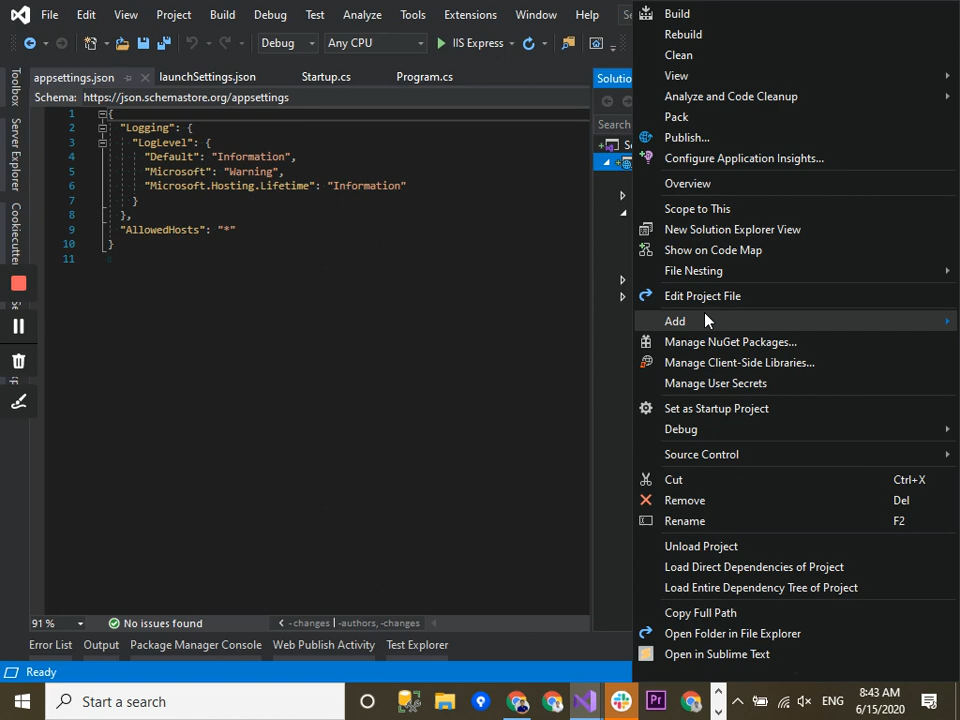 File Edit View Project Build Debug Test Analyze Tools Extensions Window Help Se
Debug Any CPU IIS Express
appsettings.json launchSettings.json Startup.cs Program.cs
Schema: https://json.schemastore.org/appsettings
Toolbox
Server Explorer
Cookiecutter
1 {
2 "Logging": {
3 "LogLevel": {
4 "Default": "Information",
5 "Microsoft": "Warning",
6 "Microsoft.Hosting.Lifetime": "Information"
7 }
8 },
9 "AllowedHosts": "*"
10 }
11
91 % No issues found - changes | -authors, -changes
Error List Output Package Manager Console Web Publish Activity Test Explorer
Ready
Solutio
Search
Build
Rebuild
Clean
View
Analyze and Code Cleanup
Pack
Publish...
Configure Application Insights...
Overview
Scope to This
New Solution Explorer View
Show on Code Map
File Nesting
Edit Project File
Add
Manage NuGet Packages...
Manage Client-Side Libraries...
Manage User Secrets
Set as Startup Project
Debug
Source Control
Cut Ctrl+X
Remove Del
Rename F2
Unload Project
Load Direct Dependencies of Project
Load Entire Dependency Tree of Project
Copy Full Path
Open Folder in File Explorer
Open in Sublime Text
Start a search
Pr
ENG
8:43 AM
6/15/2020